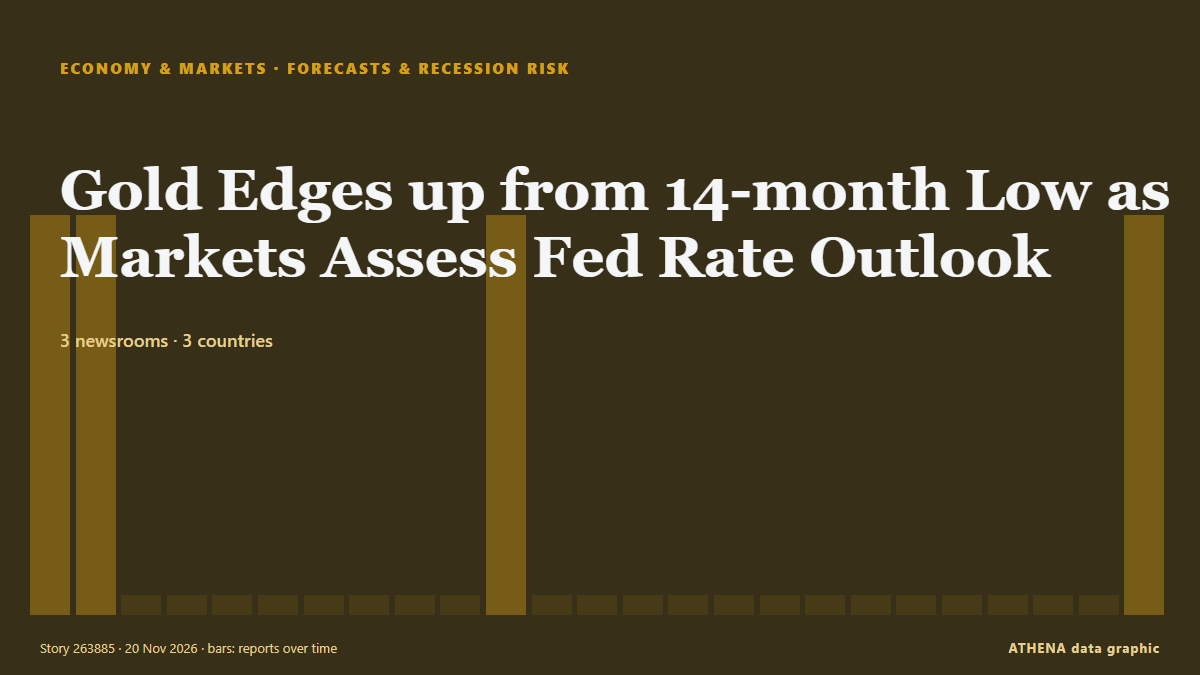 ECONOMY & MARKETS · FORECASTS & RECESSION RISK
Gold Edges up from 14-month Low as
Markets Assess Fed Rate Outlook
3 newsrooms · 3 countries
Story 263885 · 20 Nov 2026 · bars: reports over time
ATHENA data graphic